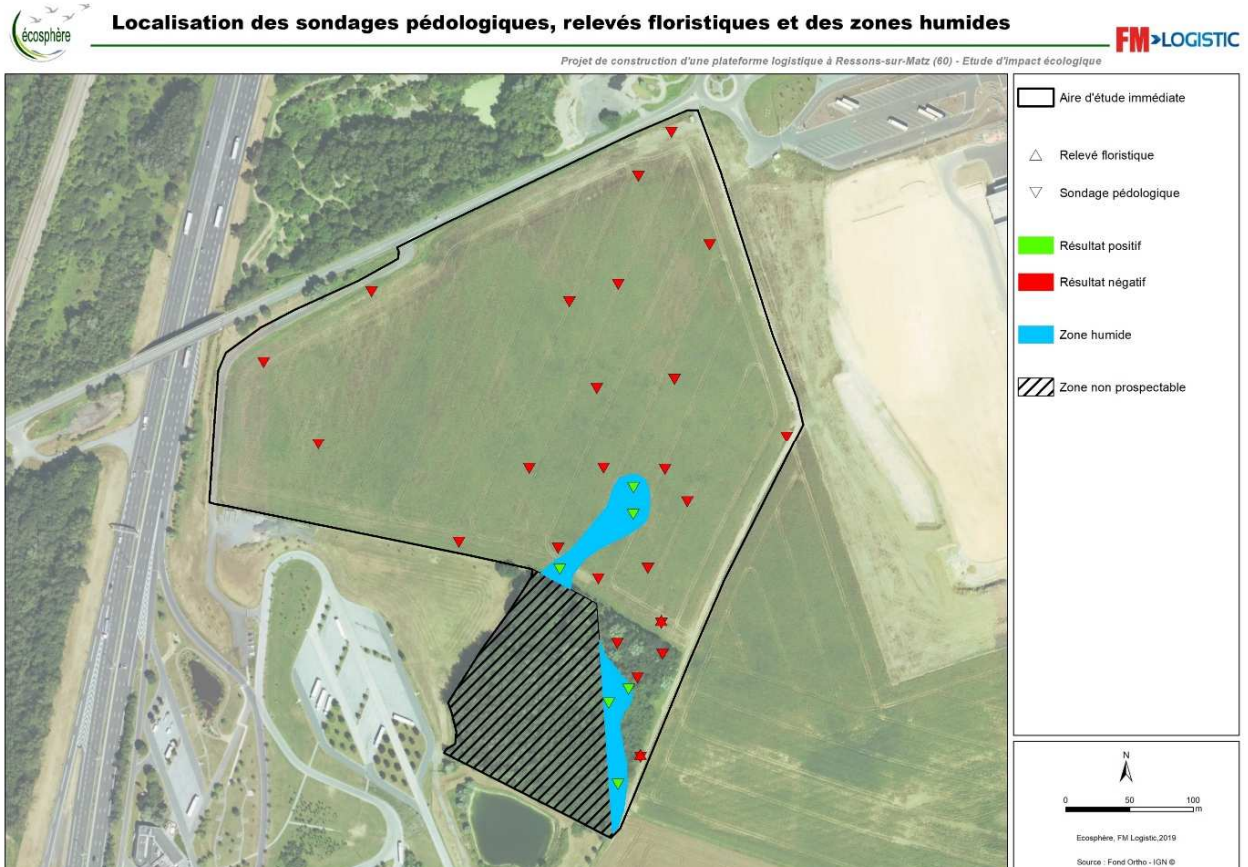 écosphère
Localisation des sondages pédologiques, relevés floristiques et des zones humides
FM>LOGISTIC
Projet de construction d'une plateforme logistique à Ressons-sur-Matz (60) - Etude d'impact écologique
Aire d'étude immédiate
Relevé floristique
Sondage pédologique
Résultat positif
Résultat négatif
Zone humide
Zone non prospectable
N
0 50 100
m
Ecosphère, FM Logistic,2019
Source : Fond Ortho - IGN ©